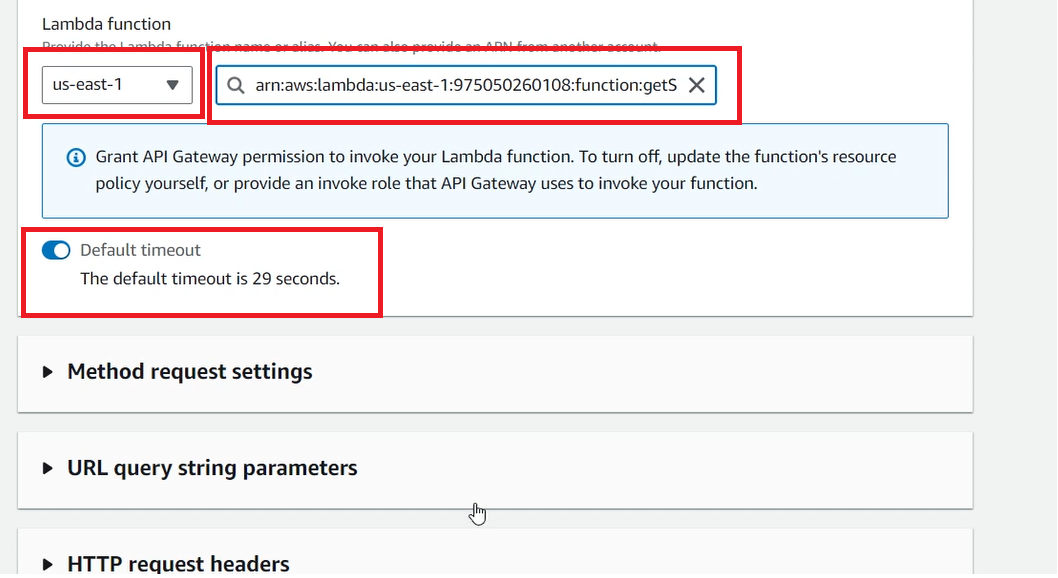 Lambda function
Provide the Lambda function name or alias. You can also provide an ARN from another account.
us-east-1
arn:aws:lambda:us-east-1:975050260108:function:getS
Grant API Gateway permission to invoke your Lambda function. To turn off, update the function's resource
policy yourself, or provide an invoke role that API Gateway uses to invoke your function.
Default timeout
The default timeout is 29 seconds.
Method request settings
URL query string parameters
HTTP request headers